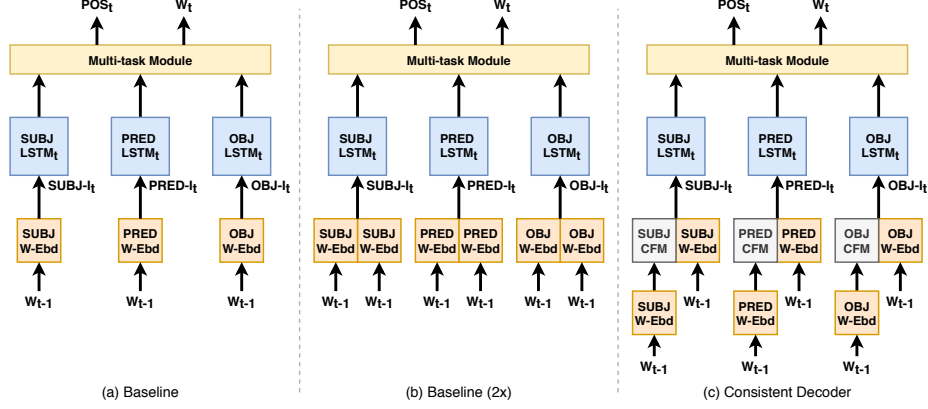 POSt Wt
Multi-task Module
SUBJ LSTMt PRED LSTMt OBJ LSTMt
SUBJ-It PRED-It OBJ-It
SUBJ W-Ebd PRED W-Ebd OBJ W-Ebd
Wt-1 Wt-1 Wt-1
(a) Baseline
POSt Wt
Multi-task Module
SUBJ LSTMt PRED LSTMt OBJ LSTMt
SUBJ-It PRED-It OBJ-It
SUBJ W-Ebd SUBJ W-Ebd PRED W-Ebd PRED W-Ebd OBJ W-Ebd OBJ W-Ebd
Wt-1 Wt-1 Wt-1 Wt-1 Wt-1 Wt-1
(b) Baseline (2x)
POSt Wt
Multi-task Module
SUBJ LSTMt PRED LSTMt OBJ LSTMt
SUBJ-It PRED-It OBJ-It
SUBJ CFM SUBJ W-Ebd PRED CFM PRED W-Ebd OBJ CFM OBJ W-Ebd
Wt-1 Wt-1 Wt-1
SUBJ W-Ebd PRED W-Ebd OBJ W-Ebd
Wt-1 Wt-1 Wt-1
(c) Consistent Decoder